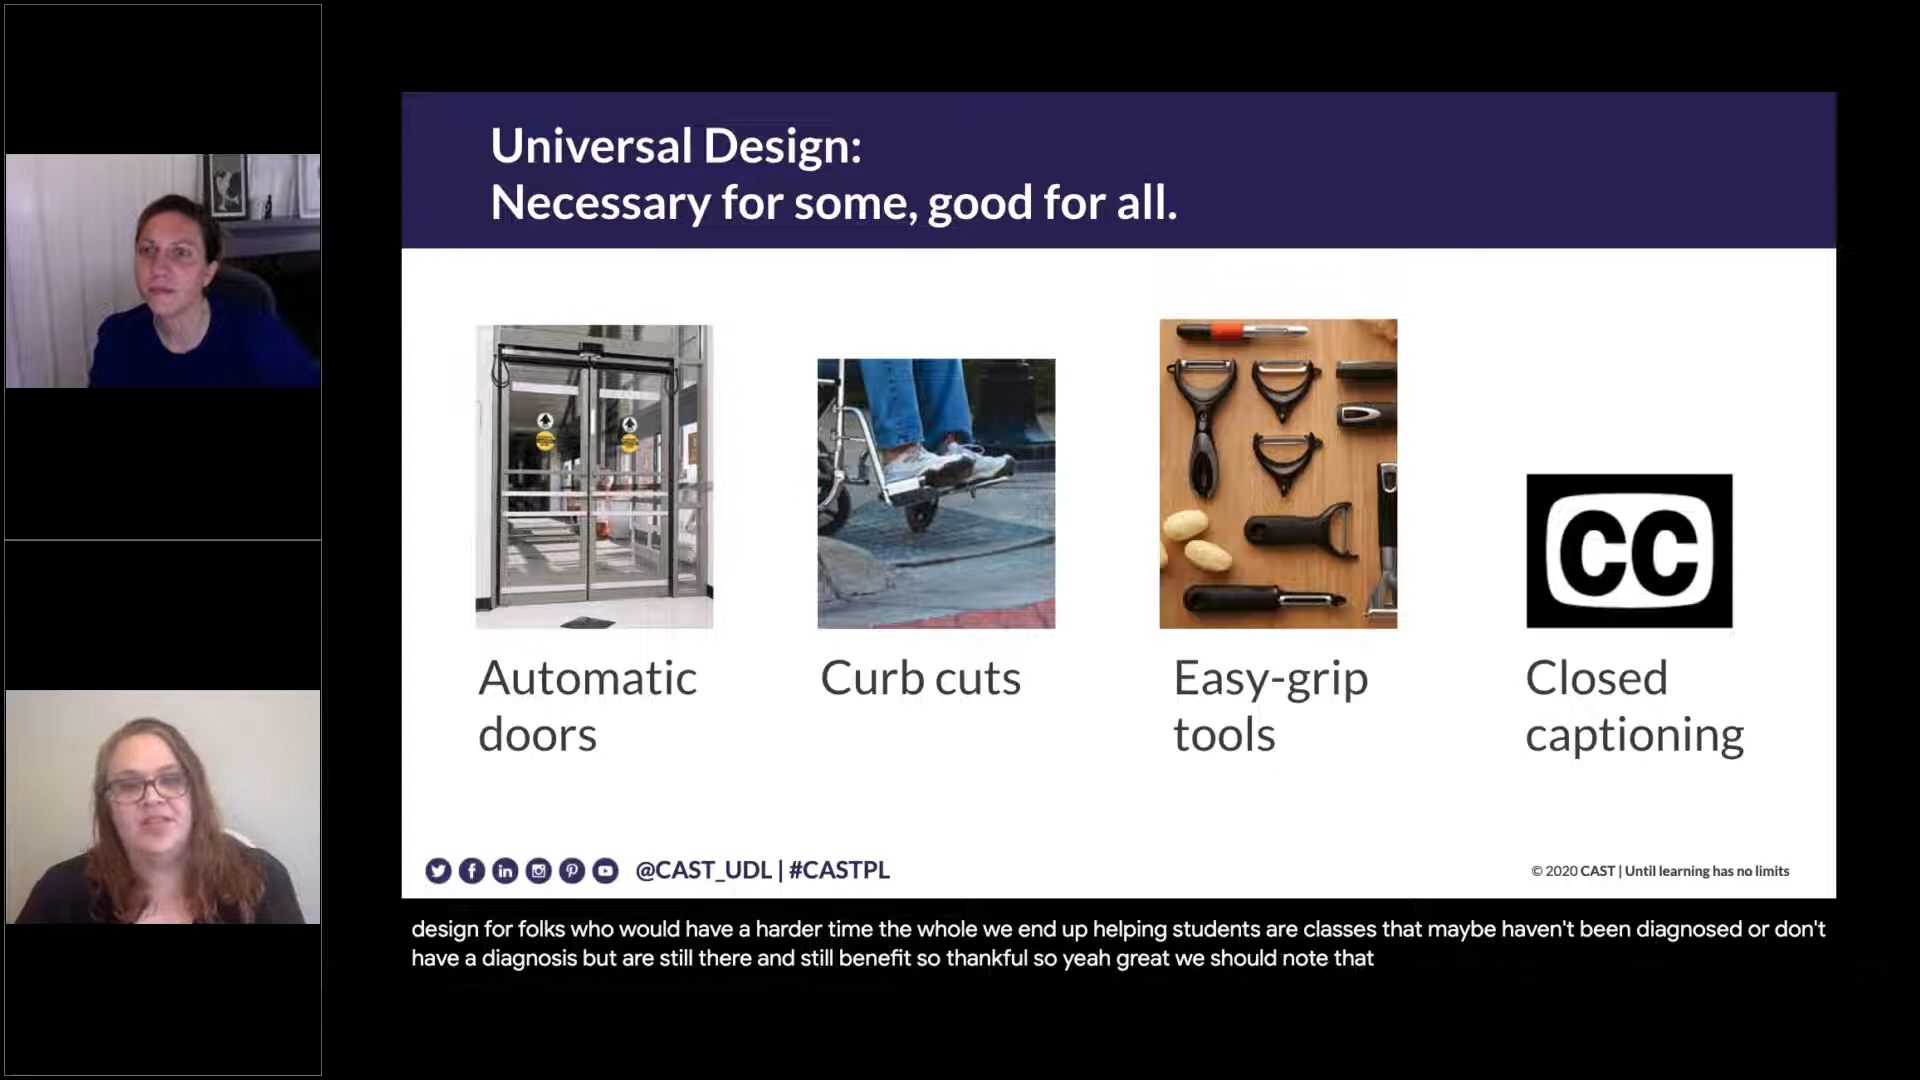 Universal Design:
Necessary for some, good for all.
CC
Automatic
doors
Curb cuts
Easy-grip
tools
Closed
captioning
@CAST_UDL | #CASTPL
© 2020 CAST | Until learning has no limits
design for folks who would have a harder time the whole we end up helping students are classes that maybe haven't been diagnosed or don't
have a diagnosis but are still there and still benefit so thankful so yeah great we should note that